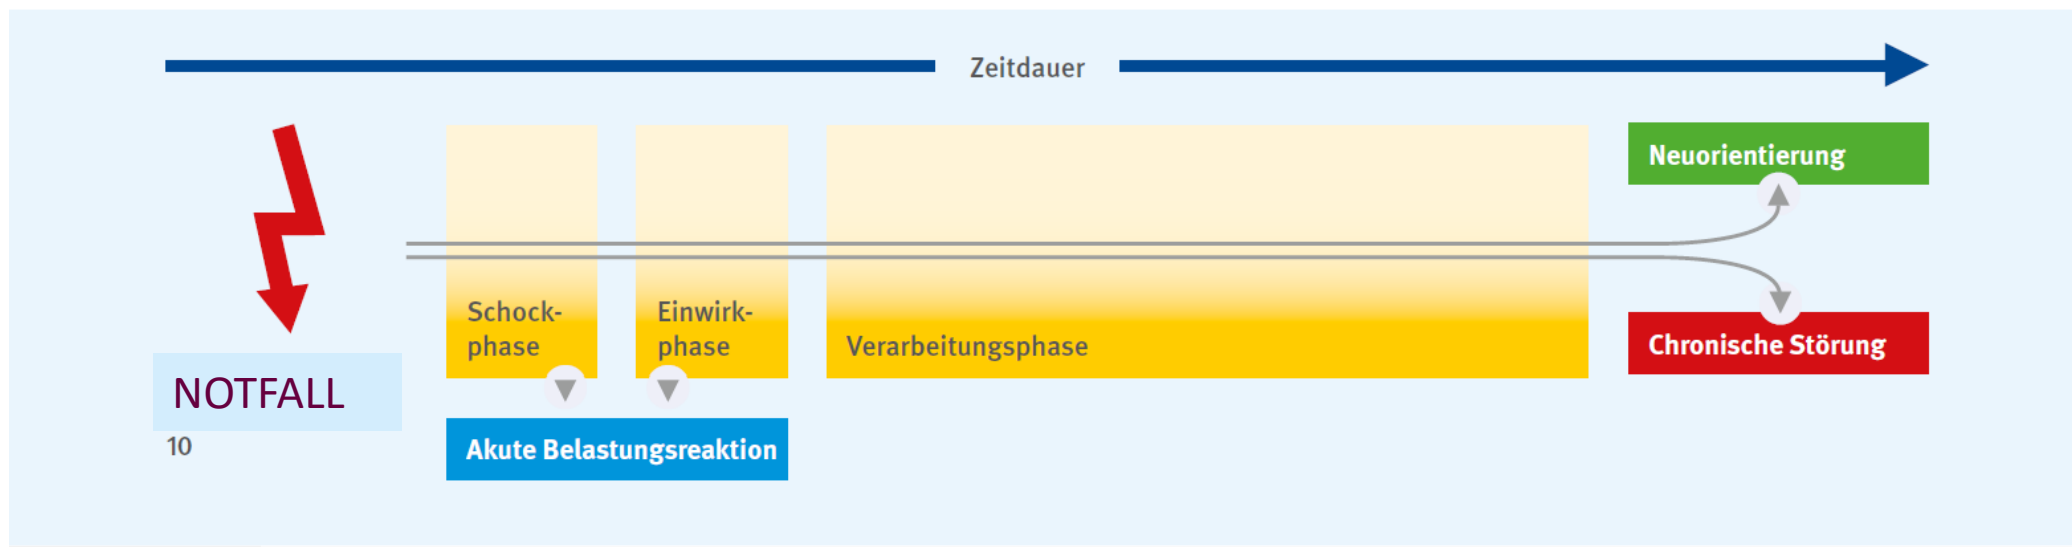 Zeitdauer
Neuorientierung
Schock-
phase
Einwirk-
phase
Verarbeitungsphase
Chronische Störung
NOTFALL
10
Akute Belastungsreaktion